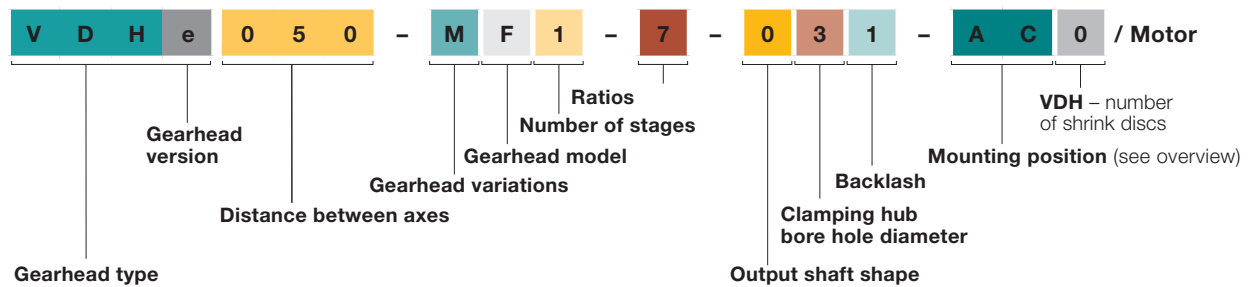 V D H e 0 5 0 – M F 1 – 7 – 0 3 1 – A C 0 / Motor
Ratios
VDH – number
of shrink discs
Number of stages
Gearhead
version
Gearhead model
Mounting position (see overview)
Gearhead variations
Backlash
Distance between axes
Clamping hub
bore hole diameter
Gearhead type
Output shaft shape